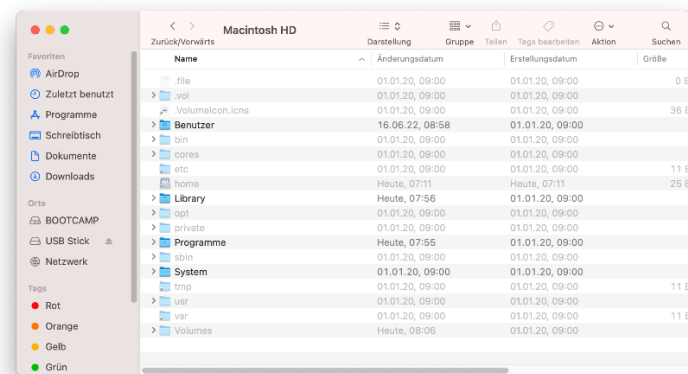 Macintosh HD
Zurück/Vorwärts Darstellung Gruppe Teilen Tags bearbeiten Aktion Suchen
Favoriten
AirDrop
Zuletzt benutzt
Programme
Schreibtisch
Dokumente
Downloads
Orte
BOOTCAMP
USB Stick
Netzwerk
Tags
Rot
Orange
Gelb
Grün
Name Änderungsdatum Erstellungsdatum Größe
.file 01.01.20, 09:00 01.01.20, 09:00 0 B
.vol 01.01.20, 09:00 01.01.20, 09:00
.VolumeIcon.icns 01.01.20, 09:00 01.01.20, 09:00 36 B
Benutzer 16.06.22, 08:58 01.01.20, 09:00
bin 01.01.20, 09:00 01.01.20, 09:00
cores 01.01.20, 09:00 01.01.20, 09:00
etc 01.01.20, 09:00 01.01.20, 09:00 11 B
home Heute, 07:11 Heute, 07:11 25 B
Library Heute, 07:56 01.01.20, 09:00
opt 01.01.20, 09:00 01.01.20, 09:00
private 01.01.20, 09:00 01.01.20, 09:00
Programme Heute, 07:55 01.01.20, 09:00
sbin 01.01.20, 09:00 01.01.20, 09:00
System 01.01.20, 09:00 01.01.20, 09:00
tmp 01.01.20, 09:00 01.01.20, 09:00 11 B
usr 01.01.20, 09:00 01.01.20, 09:00
var 01.01.20, 09:00 01.01.20, 09:00 11 B
Volumes Heute, 08:06 01.01.20, 09:00